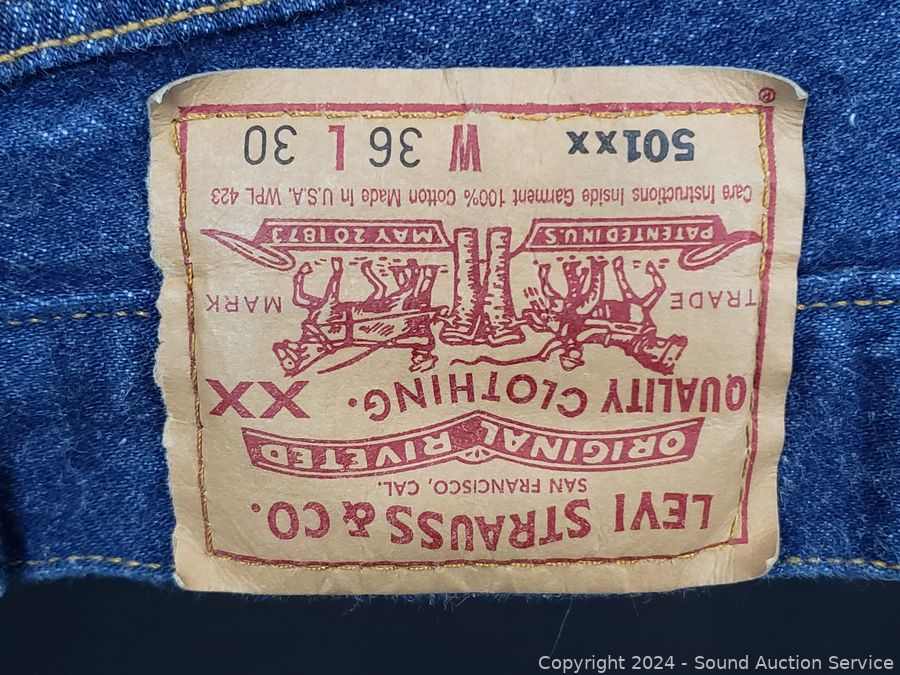 LEVI STRAUSS & CO.
SAN FRANCISCO, CAL.
ORIGINAL RIVETED
QUALITY CLOTHING. XX
TRADE MARK
PATENTED IN U.S. MAY 20 1873
Care Instructions Inside Garment 100% Cotton Made In U.S.A. WPL 423
501xx W 36 L 30
®
Copyright 2024 - Sound Auction Service